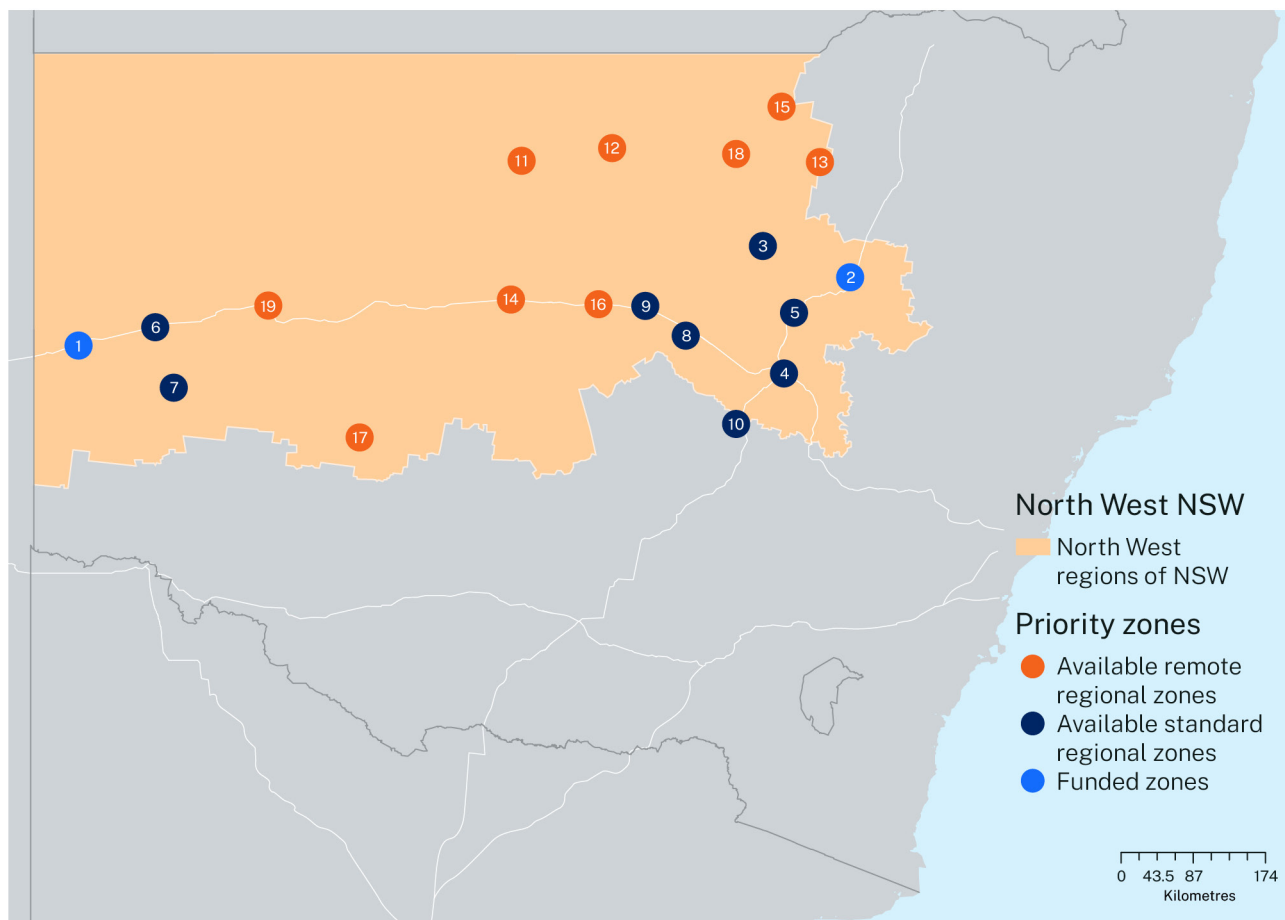 15
12
18
11
13
3
2
14
16
19
9
5
6
8
1
4
7
10
17
North West NSW
North West
regions of NSW
Priority zones
Available remote
regional zones
Available standard
regional zones
Funded zones
0 43.5 87 174
Kilometres